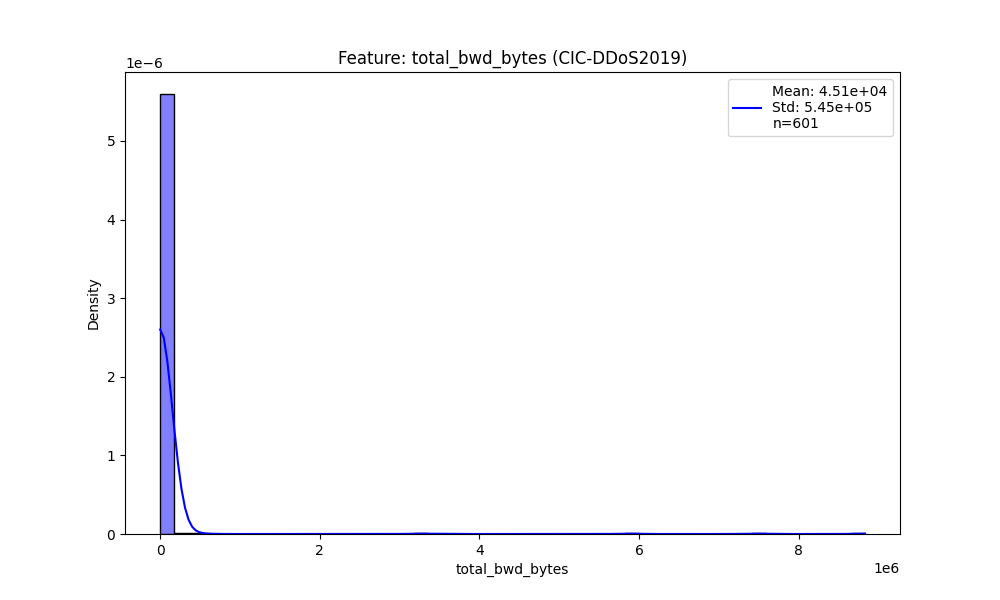 Feature: total_bwd_bytes (CIC-DDoS2019)
1e−6
Mean: 4.51e+04
Std: 5.45e+05
n=601
5
4
3
2
1
0
Density
0 2 4 6 8
1e6
total_bwd_bytes